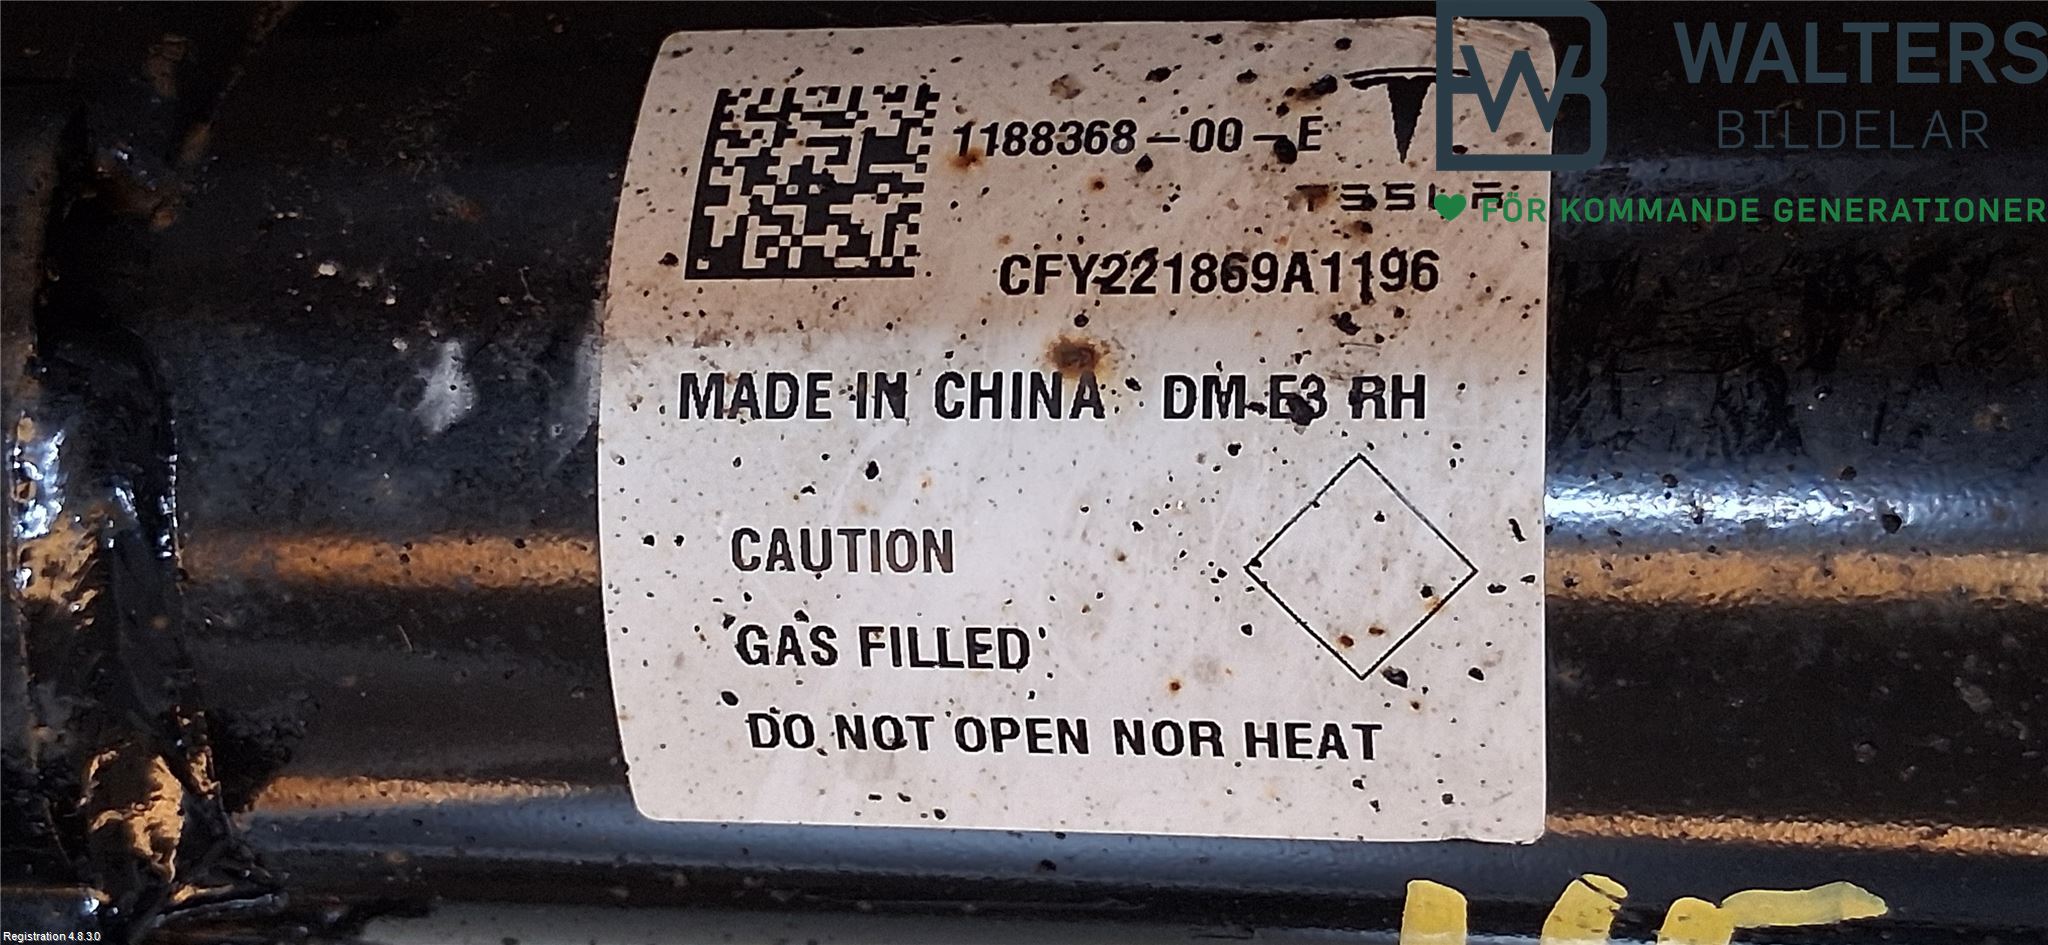 WALTERS
BILDELAR
FÖR KOMMANDE GENERATIONER
1188368-00-E
TESLA
CFY221869A1196
MADE IN CHINA DM E3 RH
CAUTION
GAS FILLED
DO NOT OPEN NOR HEAT
Registration 4.8.3.0